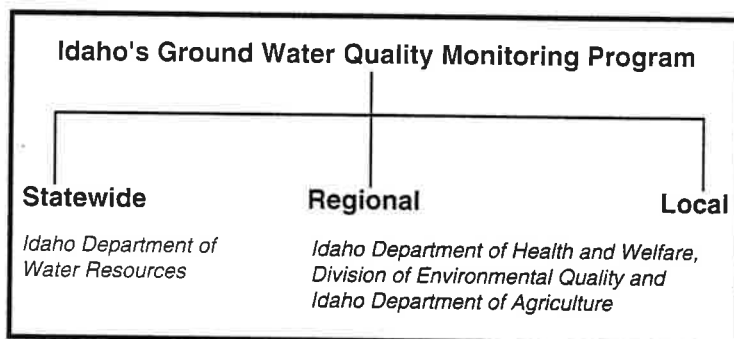 Idaho's Ground Water Quality Monitoring Program
Statewide
Regional
Local
Idaho Department of
Water Resources
Idaho Department of Health and Welfare,
Division of Environmental Quality and
Idaho Department of Agriculture